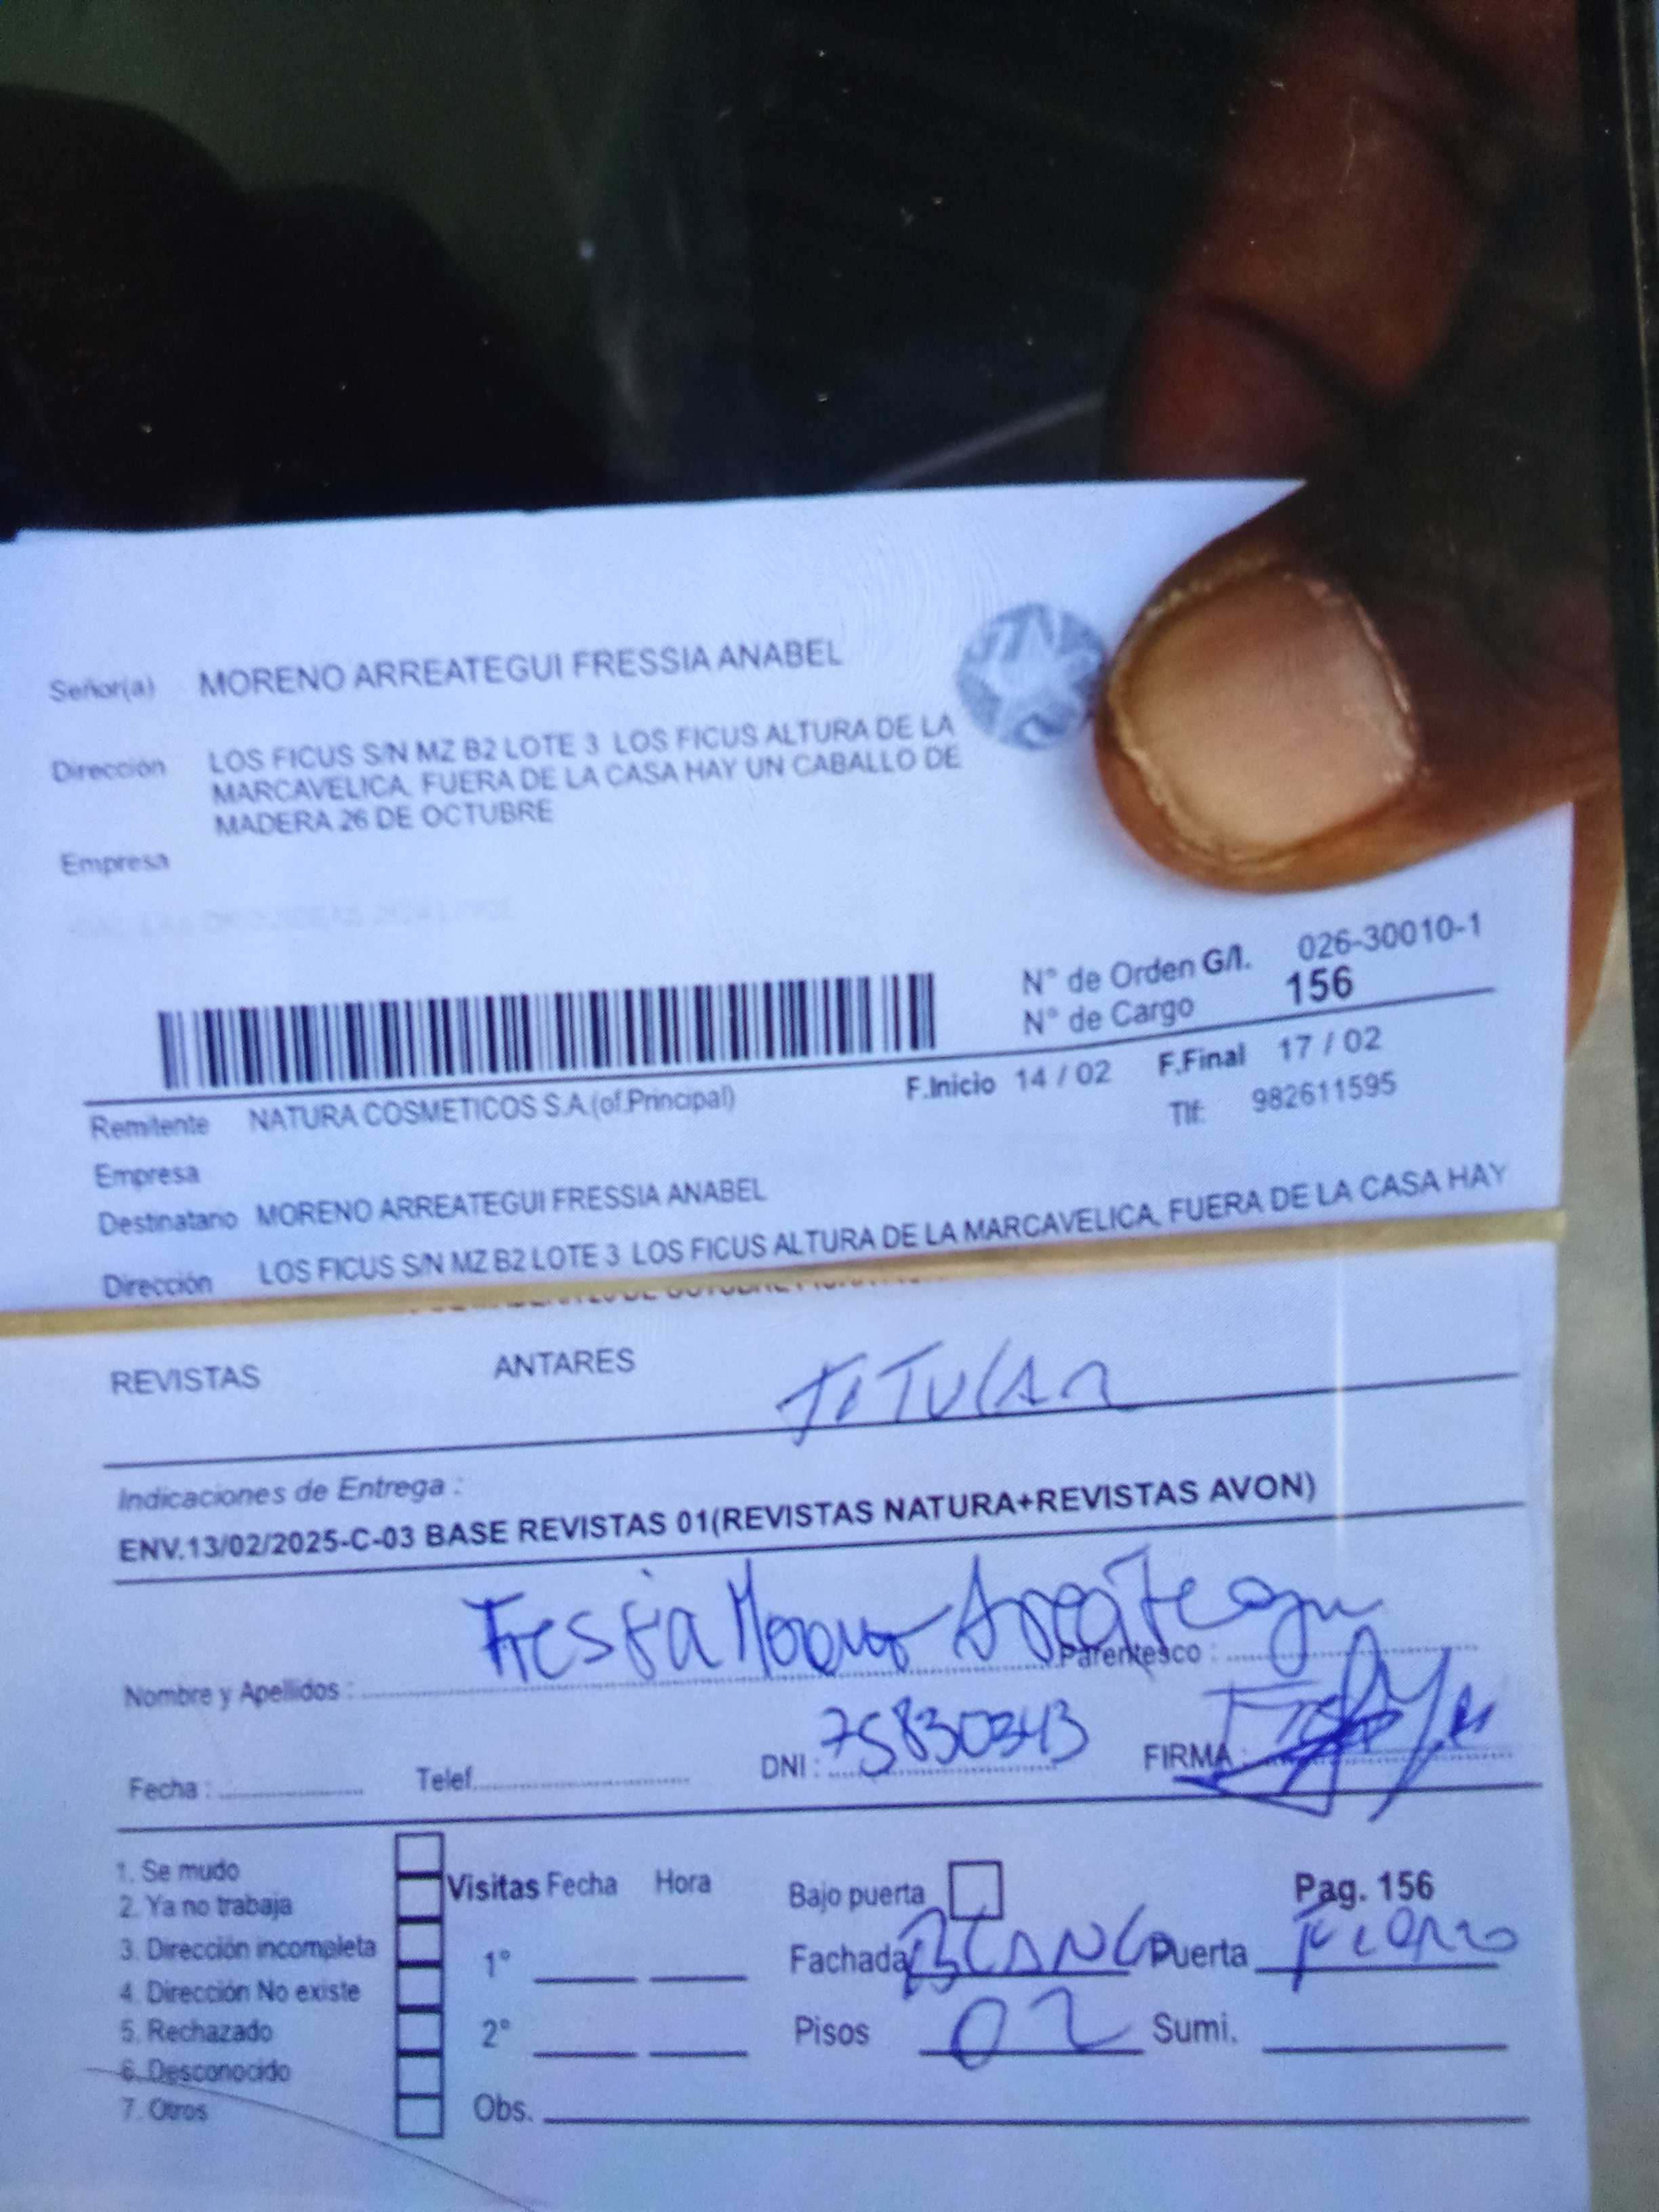 Señor(a) MORENO ARREATEGUI FRESSIA ANABEL
Dirección LOS FICUS S/N MZ B2 LOTE 3 LOS FICUS ALTURA DE LA
MARCAVELICA, FUERA DE LA CASA HAY UN CABALLO DE
MADERA 26 DE OCTUBRE
Empresa
N° de Orden G/I. 026-30010-1
N° de Cargo 156
F.Inicio 14 / 02 F.Final 17 / 02
Remitente NATURA COSMETICOS S.A.(of.Principal) Tlf: 982611595
Empresa
Destinatario MORENO ARREATEGUI FRESSIA ANABEL
Dirección LOS FICUS S/N MZ B2 LOTE 3 LOS FICUS ALTURA DE LA MARCAVELICA, FUERA DE LA CASA HAY
REVISTAS ANTARES TITULAR
Indicaciones de Entrega :
ENV.13/02/2025-C-03 BASE REVISTAS 01(REVISTAS NATURA+REVISTAS AVON)
Nombre y Apellidos : Fressia Moreno Arreategui Parentesco :
Fecha : Telef. DNI : 75830343 FIRMA :
1. Se mudo
2. Ya no trabaja
3. Dirección incompleta
4. Dirección No existe
5. Rechazado
6. Desconocido
7. Otros
Visitas Fecha Hora
1°
2°
Obs.
Bajo puerta Pag. 156
Fachada BLANCA Puerta FIERRO
Pisos 02 Sumi.